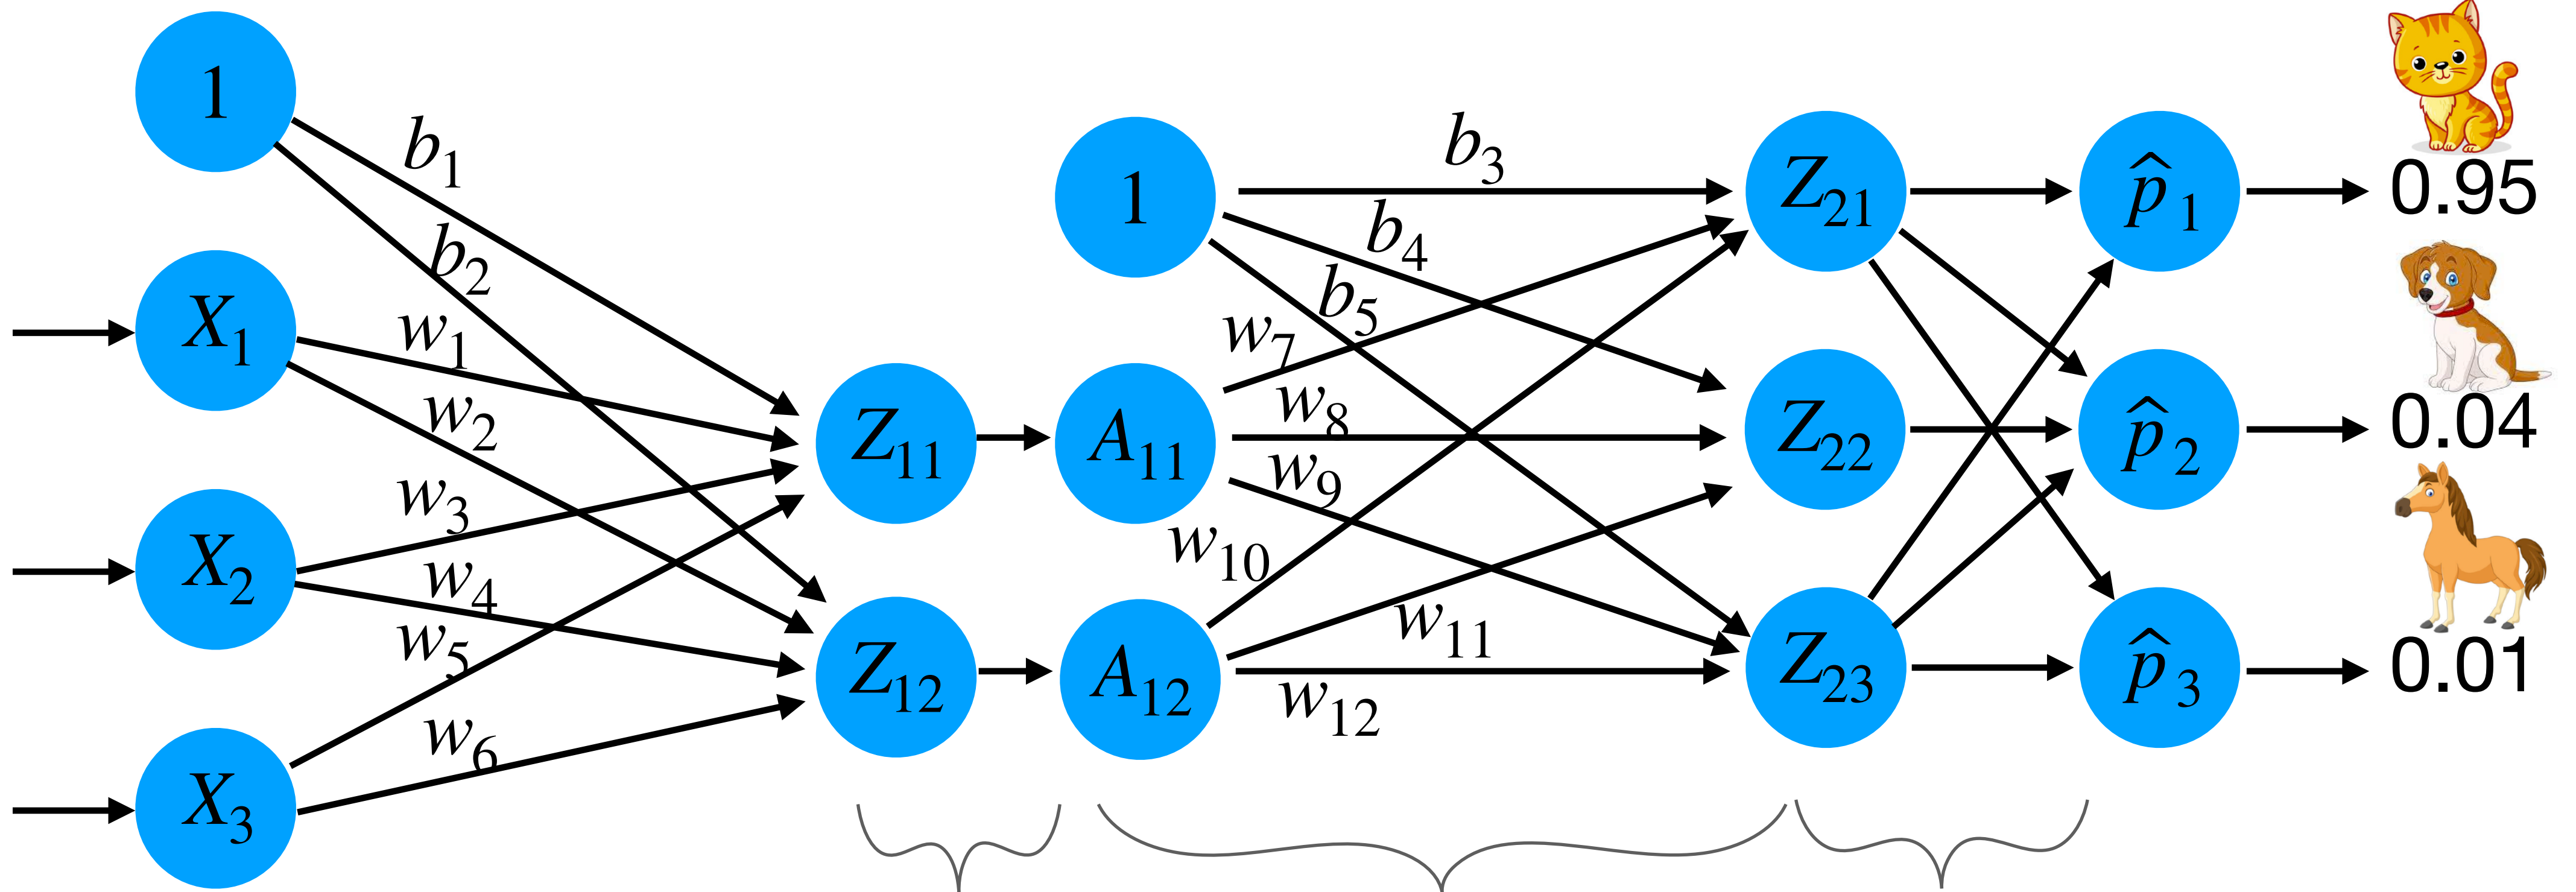 1
X₁
X₂
X₃
b₁
b₂
w₁
w₂
w₃
w₄
w₅
w₆
Z₁₁
Z₁₂
1
A₁₁
A₁₂
b₃
b₄
b₅
w₇
w₈
w₉
w₁₀
w₁₁
w₁₂
Z₂₁
Z₂₂
Z₂₃
p̂₁
p̂₂
p̂₃
0.95
0.04
0.01